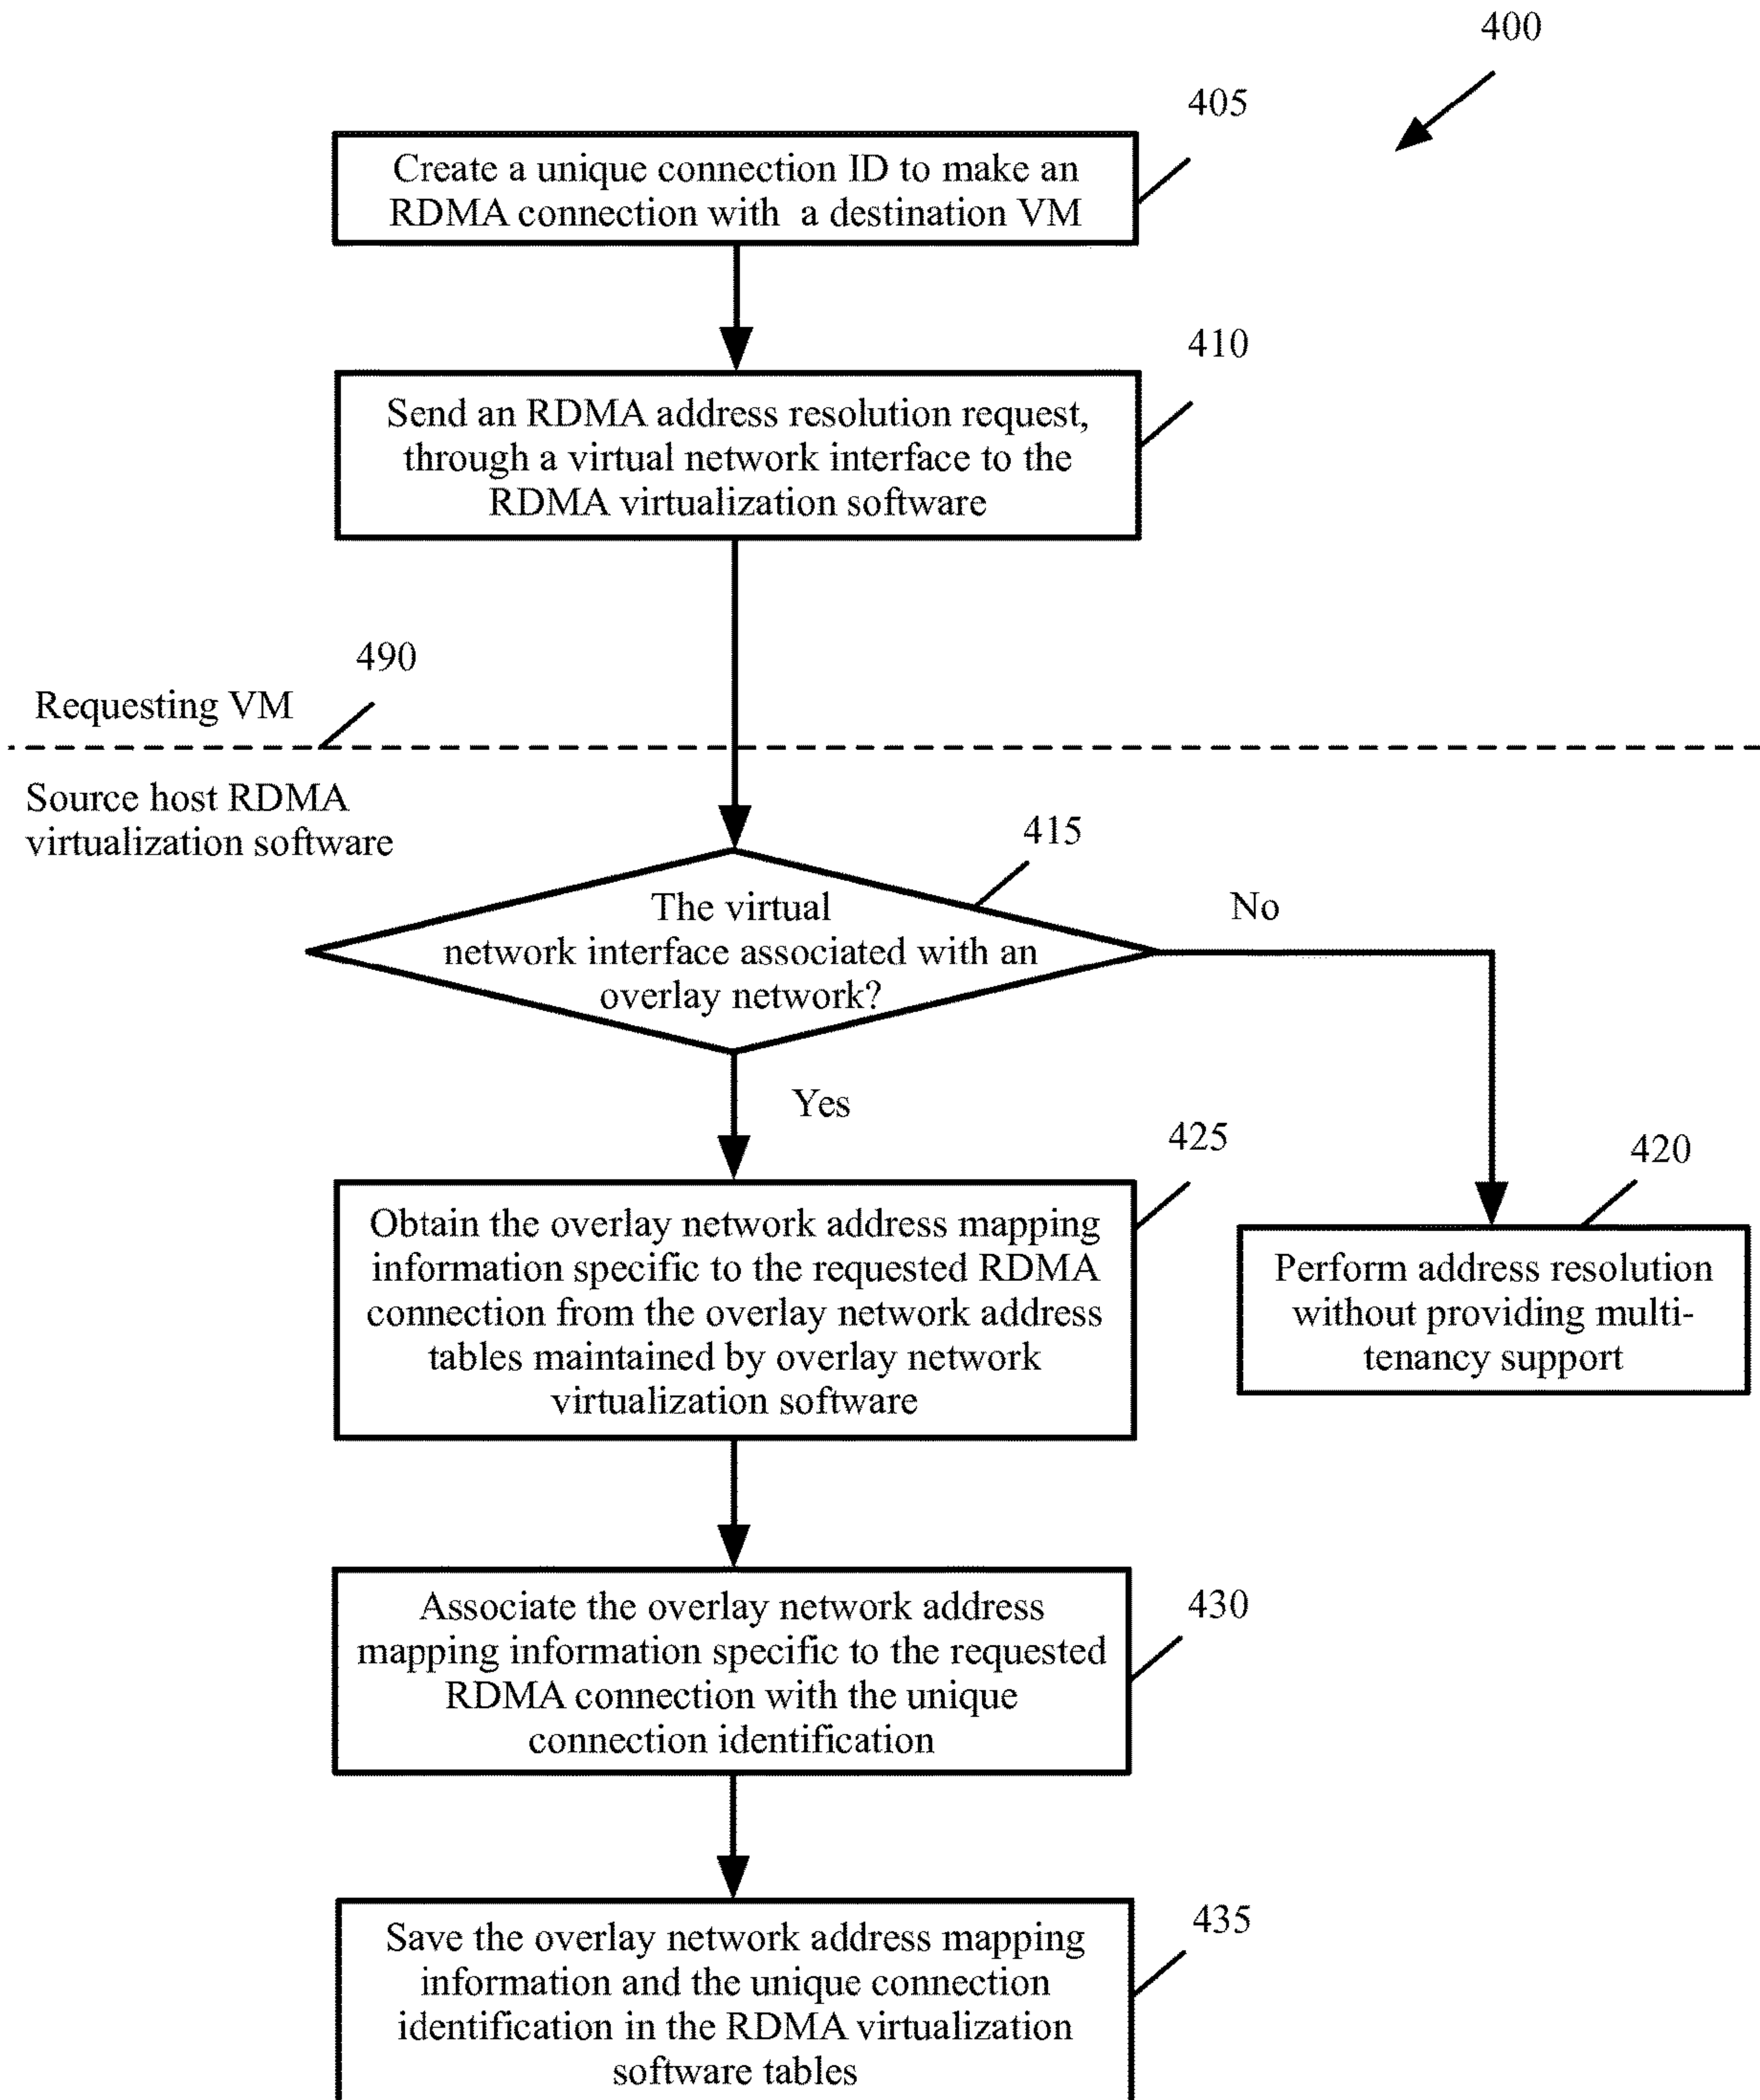 400
405
Create a unique connection ID to make an
RDMA connection with a destination VM
410
Send an RDMA address resolution request,
through a virtual network interface to the
RDMA virtualization software
490
Requesting VM
Source host RDMA
virtualization software
415
The virtual
network interface associated with an
overlay network?
No
Yes
425
420
Obtain the overlay network address mapping
information specific to the requested RDMA
connection from the overlay network address
tables maintained by overlay network
virtualization software
Perform address resolution
without providing multi-
tenancy support
430
Associate the overlay network address
mapping information specific to the requested
RDMA connection with the unique
connection identification
435
Save the overlay network address mapping
information and the unique connection
identification in the RDMA virtualization
software tables